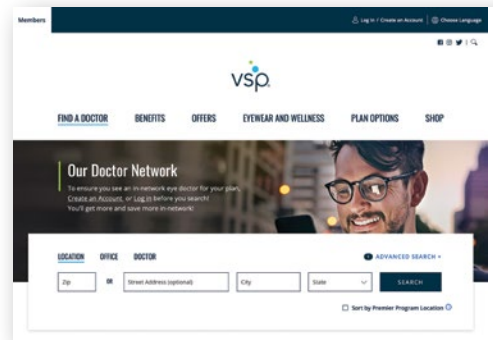 Members
Log In / Create an Account | Choose Language
vsp
FIND A DOCTOR BENEFITS OFFERS EYEWEAR AND WELLNESS PLAN OPTIONS SHOP
Our Doctor Network
To ensure you see an in-network eye doctor for your plan,
Create an Account or Log in before you search!
You'll get more and save more in-network!
LOCATION OFFICE DOCTOR ADVANCED SEARCH
Zip OR Street Address (optional) City State SEARCH
Sort by Premier Program Location